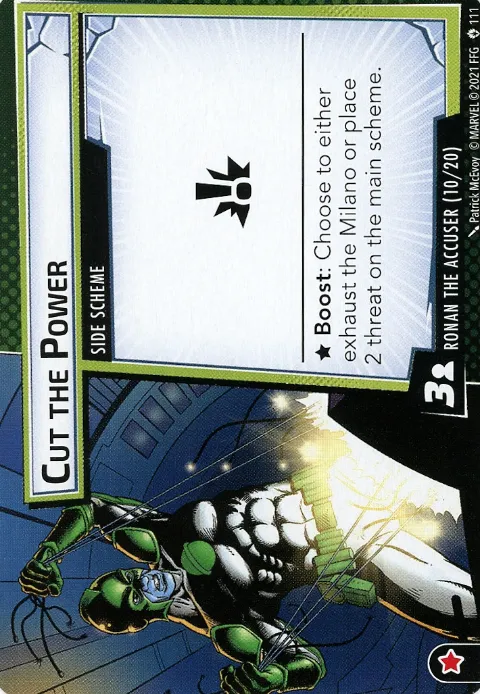 CUT THE POWER
SIDE SCHEME
★ Boost: Choose to either
exhaust the Milano or place
2 threat on the main scheme.
3
RONAN THE ACCUSER (10/20)
Patrick McEvoy © MARVEL © 2021 FFG 111